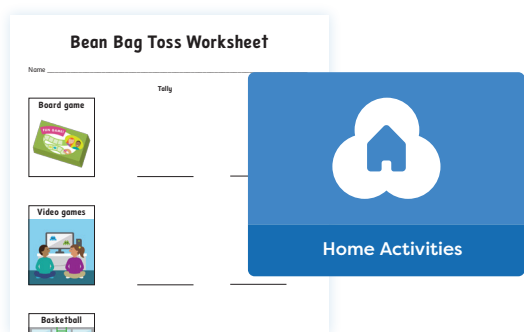 Bean Bag Toss Worksheet
Name
Tally
Board game
FUN GAME!
Video games
Basketball
Home Activities